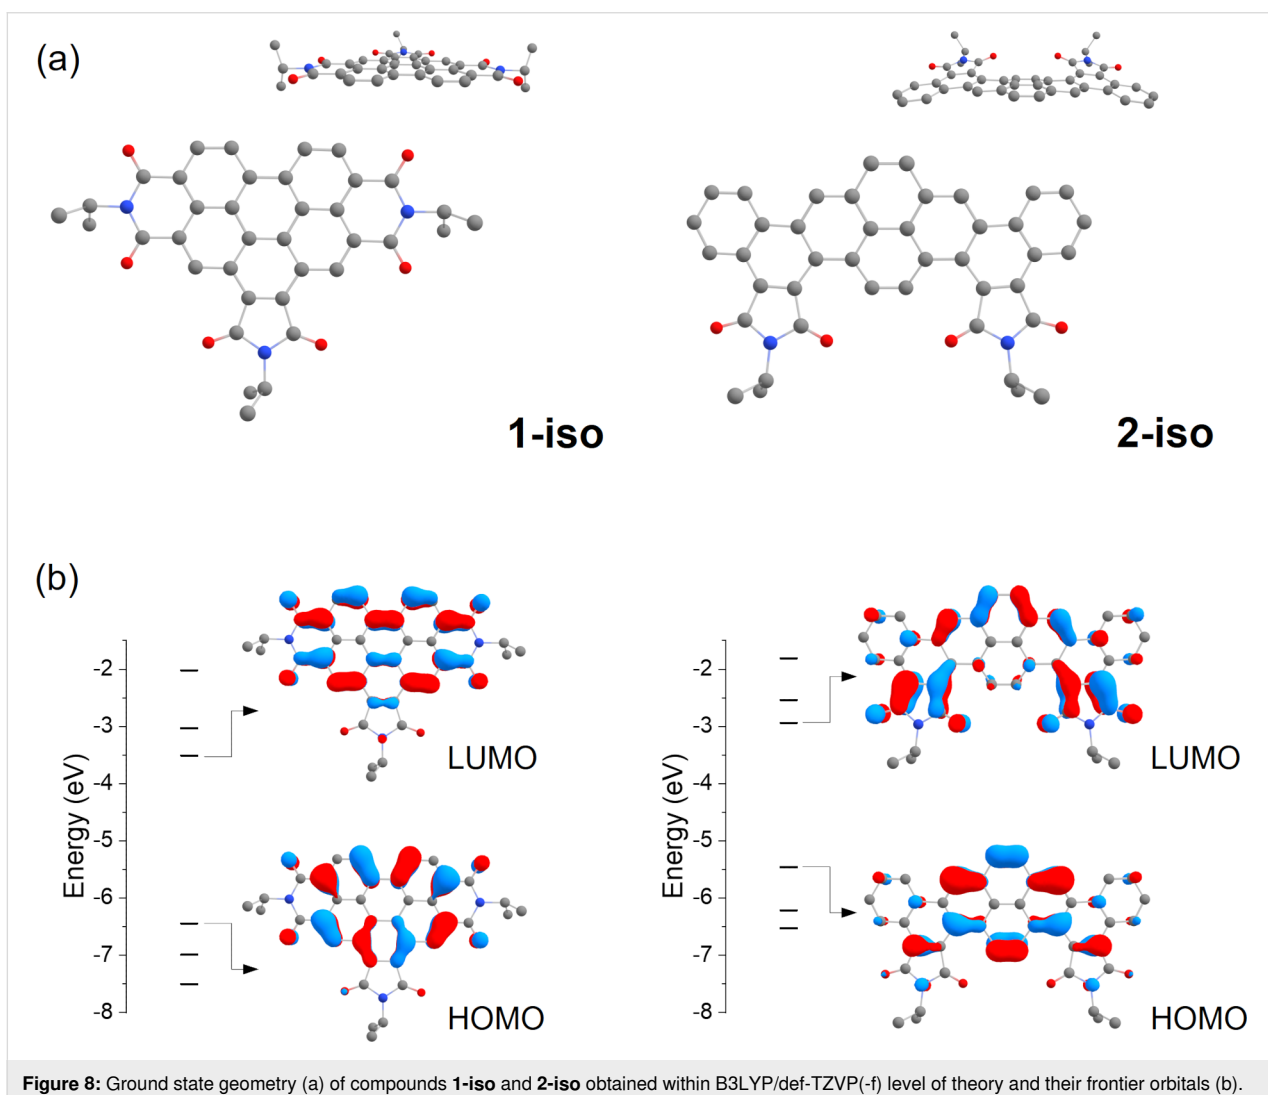 (a)
1-iso
2-iso
(b)
Energy (eV)
-2
-3
-4
-5
-6
-7
-8
LUMO
HOMO
Energy (eV)
-2
-3
-4
-5
-6
-7
-8
LUMO
HOMO
Figure 8: Ground state geometry (a) of compounds 1-iso and 2-iso obtained within B3LYP/def-TZVP(-f) level of theory and their frontier orbitals (b).